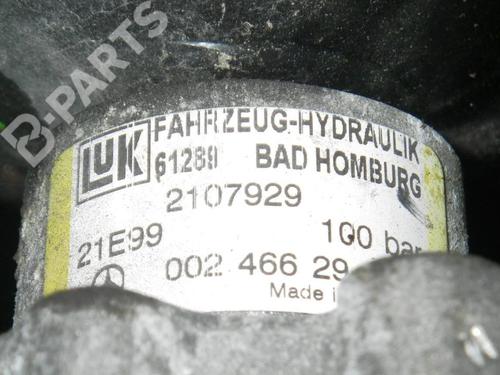 B-PARTS
LUK
FAHRZEUG-HYDRAULIK
61289 BAD HOMBURG
2107929
21E99 100 bar
002 466 29
Made i